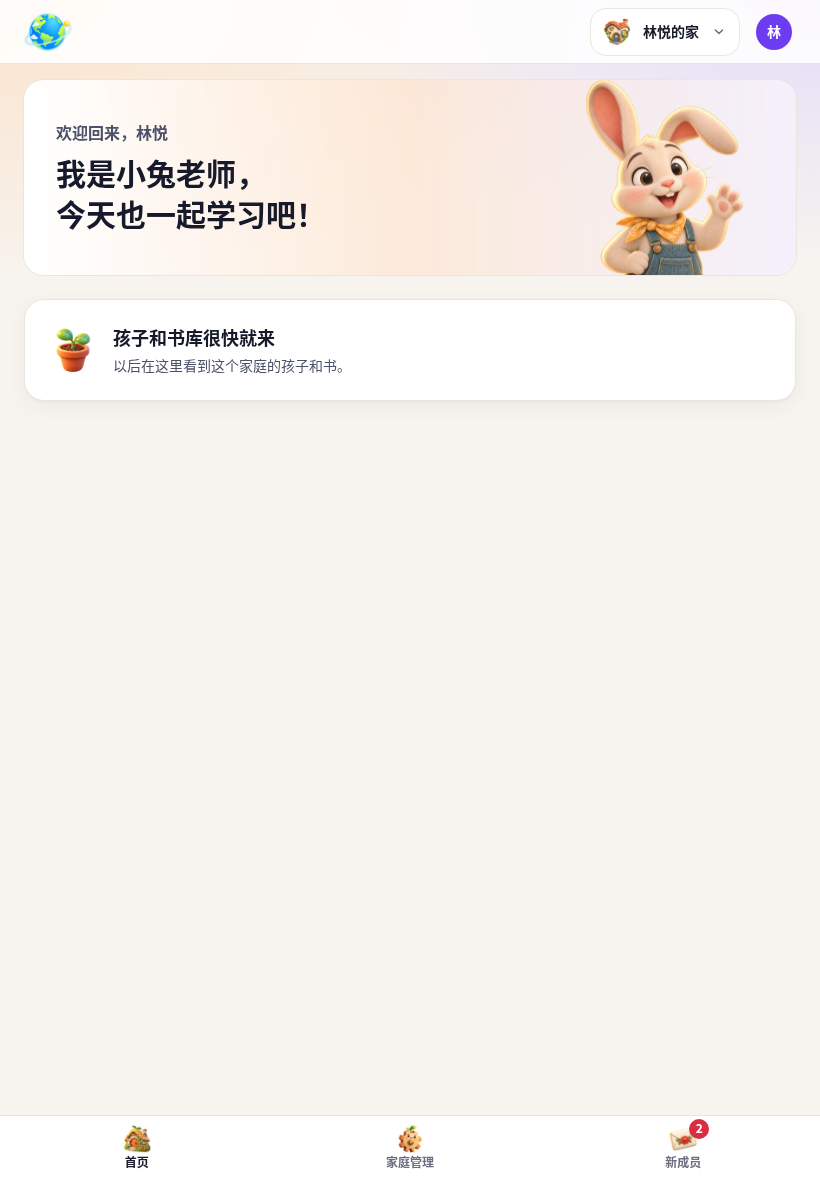 林悦的家
林
欢迎回来，林悦
我是小兔老师，
今天也一起学习吧！
孩子和书库很快就来
以后在这里看到这个家庭的孩子和书。
首页
家庭管理
2
新成员